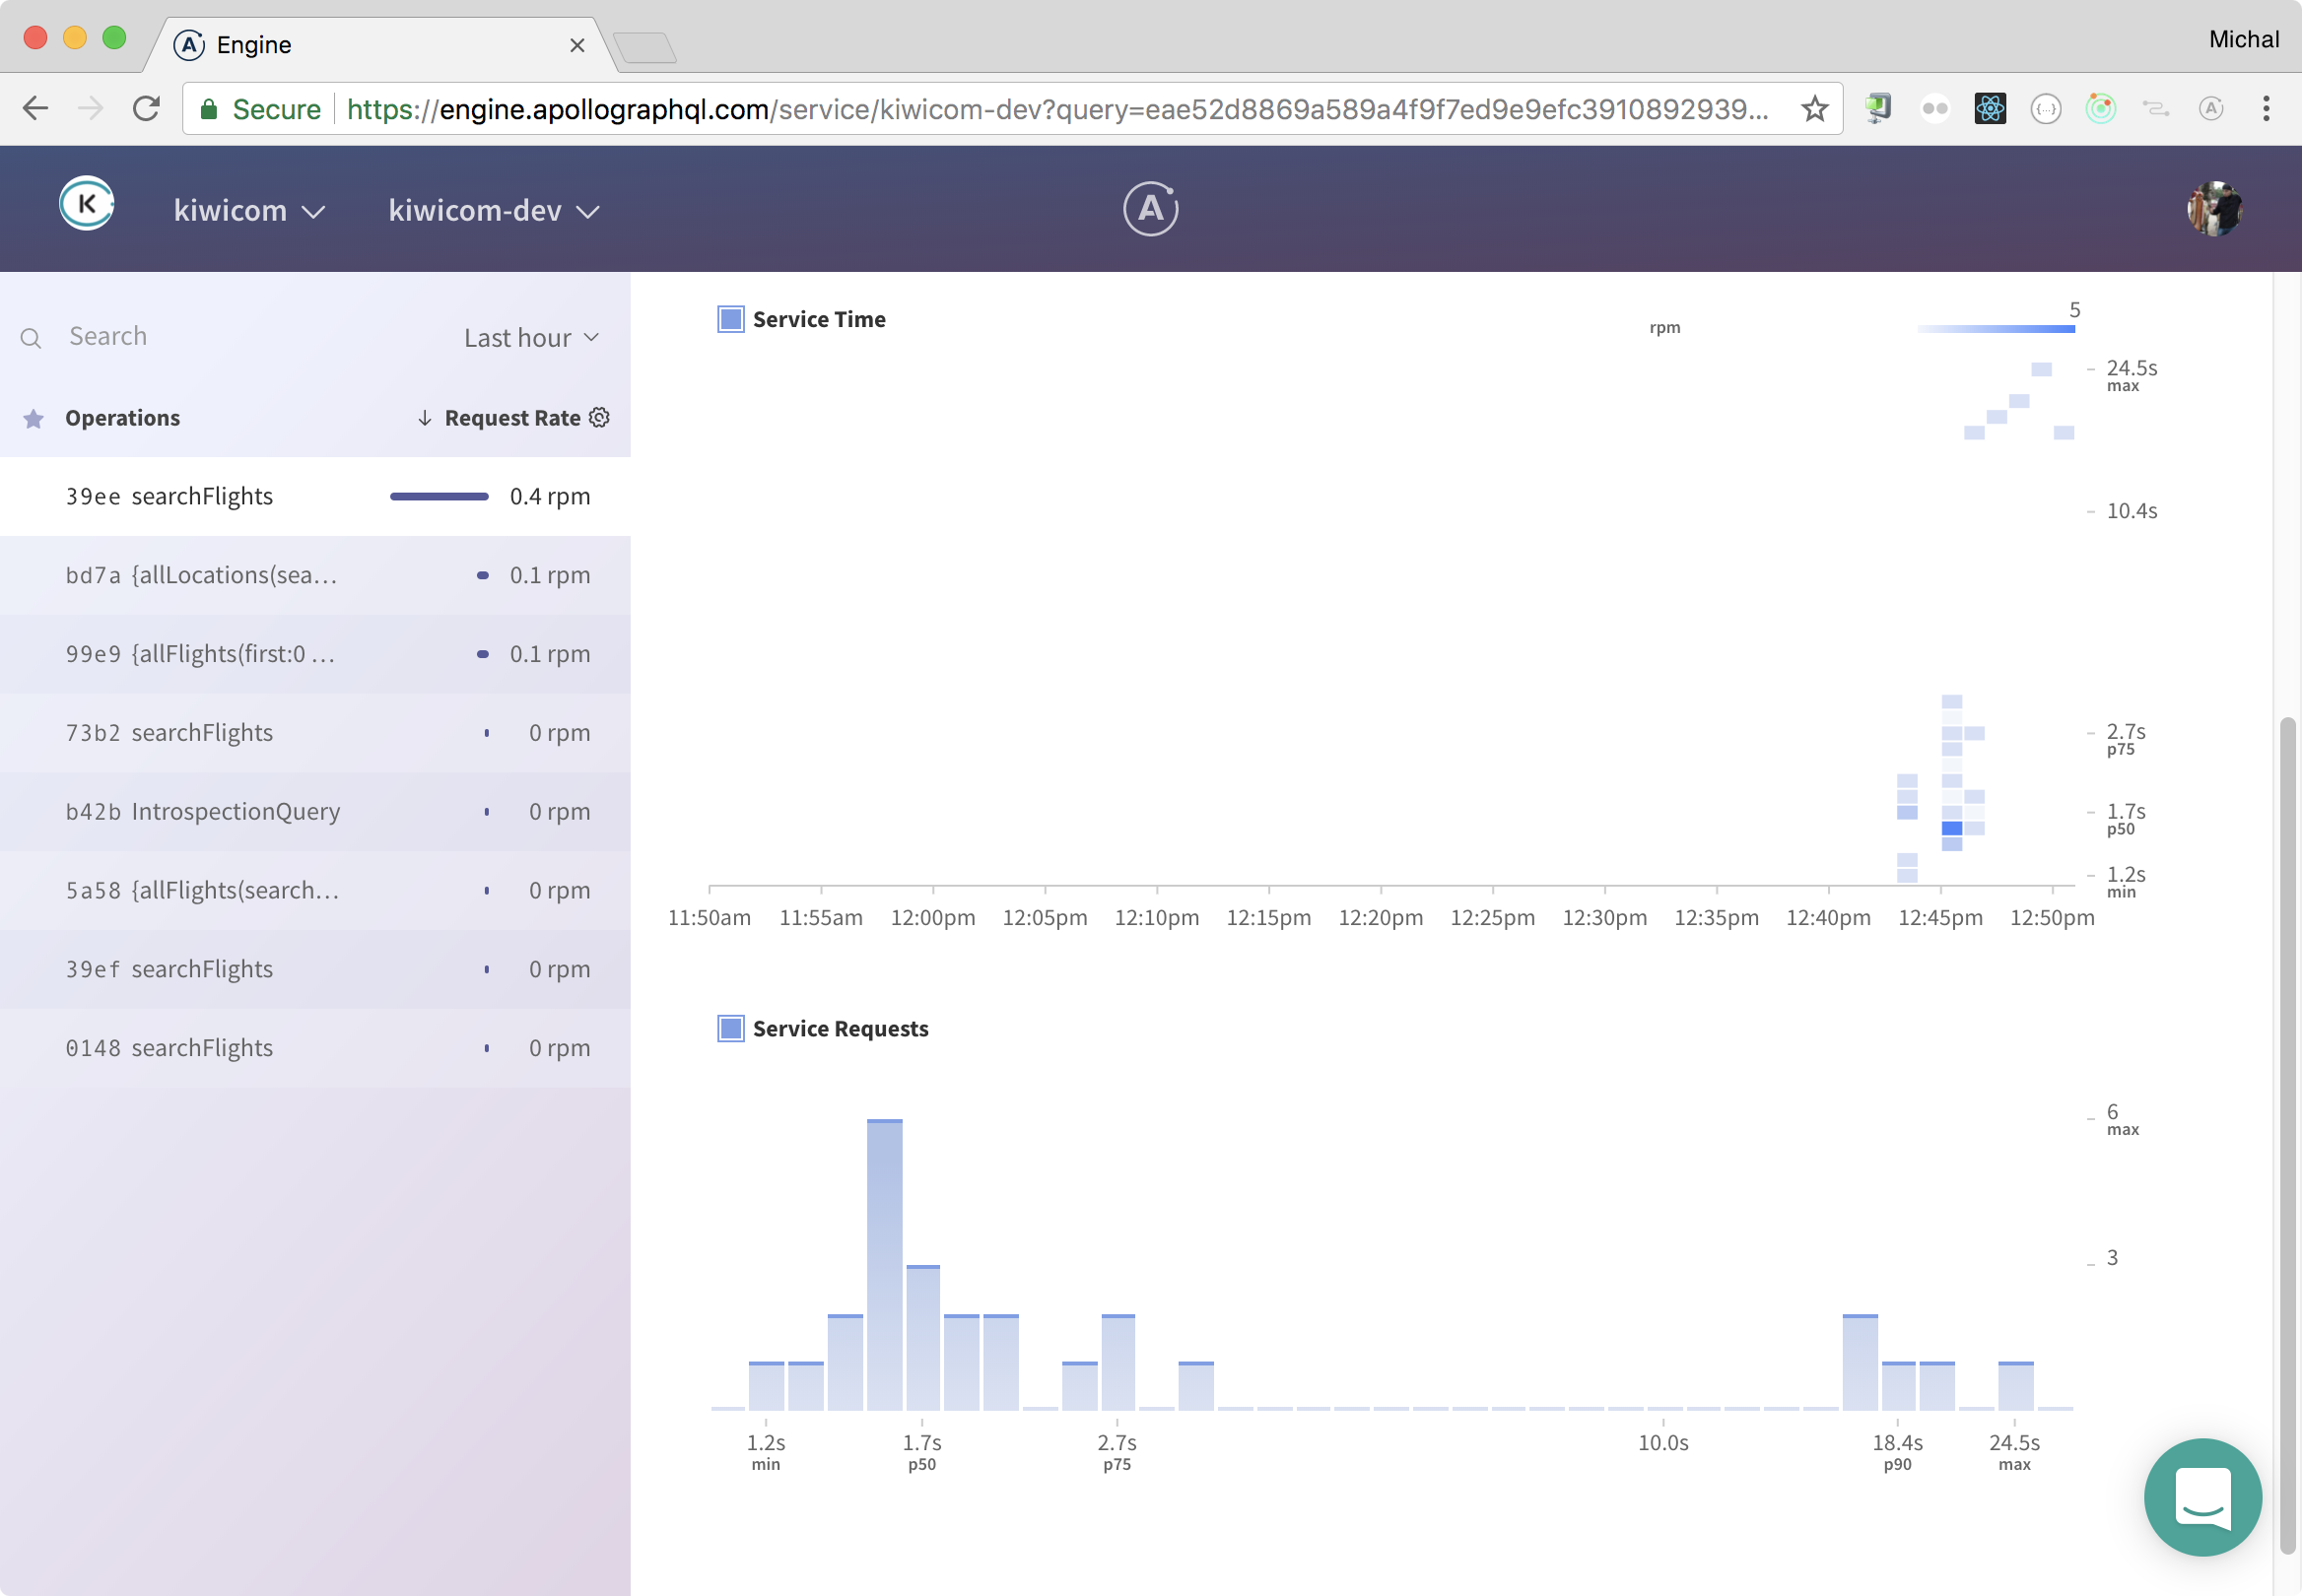 Engine
Michal
Secure https://engine.apollographql.com/service/kiwicom-dev?query=eae52d8869a589a4f9f7ed9e9efc3910892939...
K kiwicom kiwicom-dev A
Search Last hour
Operations Request Rate
39ee searchFlights 0.4 rpm
bd7a {allLocations(sea... 0.1 rpm
99e9 {allFlights(first:0 ... 0.1 rpm
73b2 searchFlights 0 rpm
b42b IntrospectionQuery 0 rpm
5a58 {allFlights(search... 0 rpm
39ef searchFlights 0 rpm
0148 searchFlights 0 rpm
Service Time
rpm
5
24.5s
max
10.4s
2.7s
p75
1.7s
p50
1.2s
min
11:50am 11:55am 12:00pm 12:05pm 12:10pm 12:15pm 12:20pm 12:25pm 12:30pm 12:35pm 12:40pm 12:45pm 12:50pm
Service Requests
6
max
3
1.2s 1.7s 2.7s 10.0s 18.4s 24.5s
min p50 p75 p90 max